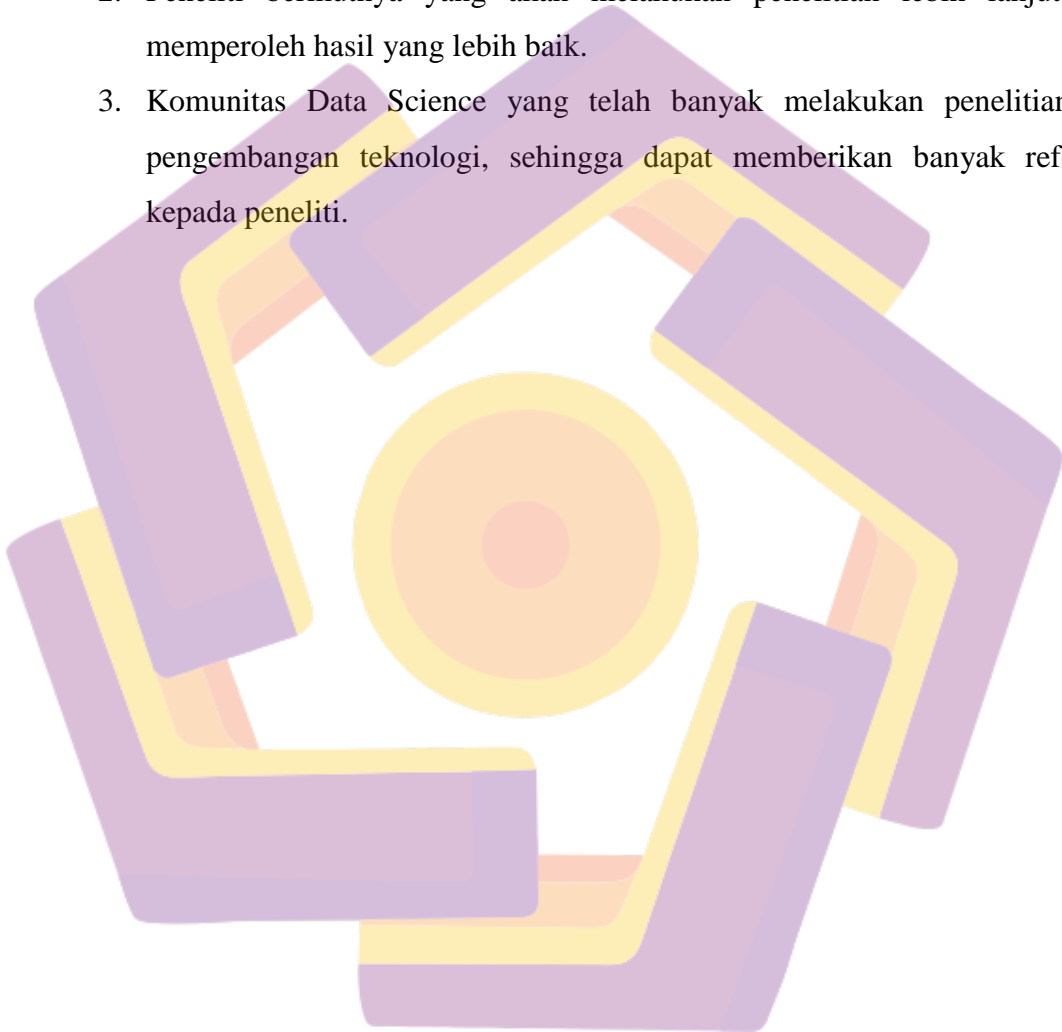 memperoleh hasil yang lebih baik.
3. Komunitas Data Science yang telah banyak melakukan penelitian
pengembangan teknologi, sehingga dapat memberikan banyak ref
kepada peneliti.